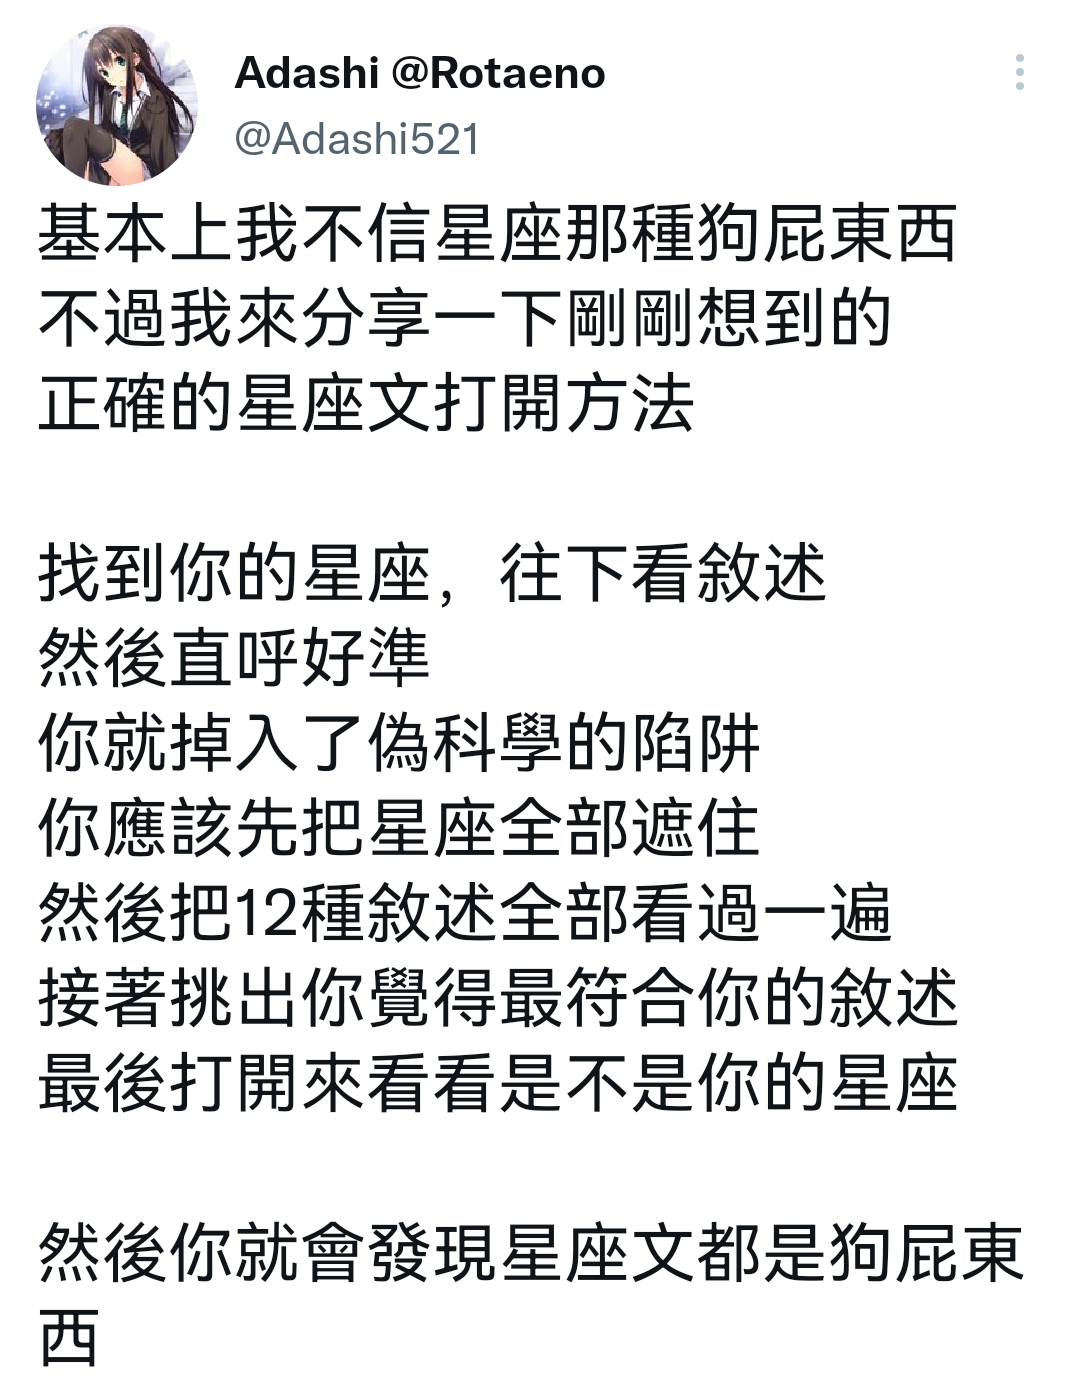 Adashi @Rotaeno
@Adashi521
基本上我不信星座那種狗屁東西
不過我來分享一下剛剛想到的
正確的星座文打開方法
找到你的星座，往下看敘述
然後直呼好準
你就掉入了偽科學的陷阱
你應該先把星座全部遮住
然後把12種敘述全部看過一遍
接著挑出你覺得最符合你的敘述
最後打開來看看是不是你的星座
然後你就會發現星座文都是狗屁東
西